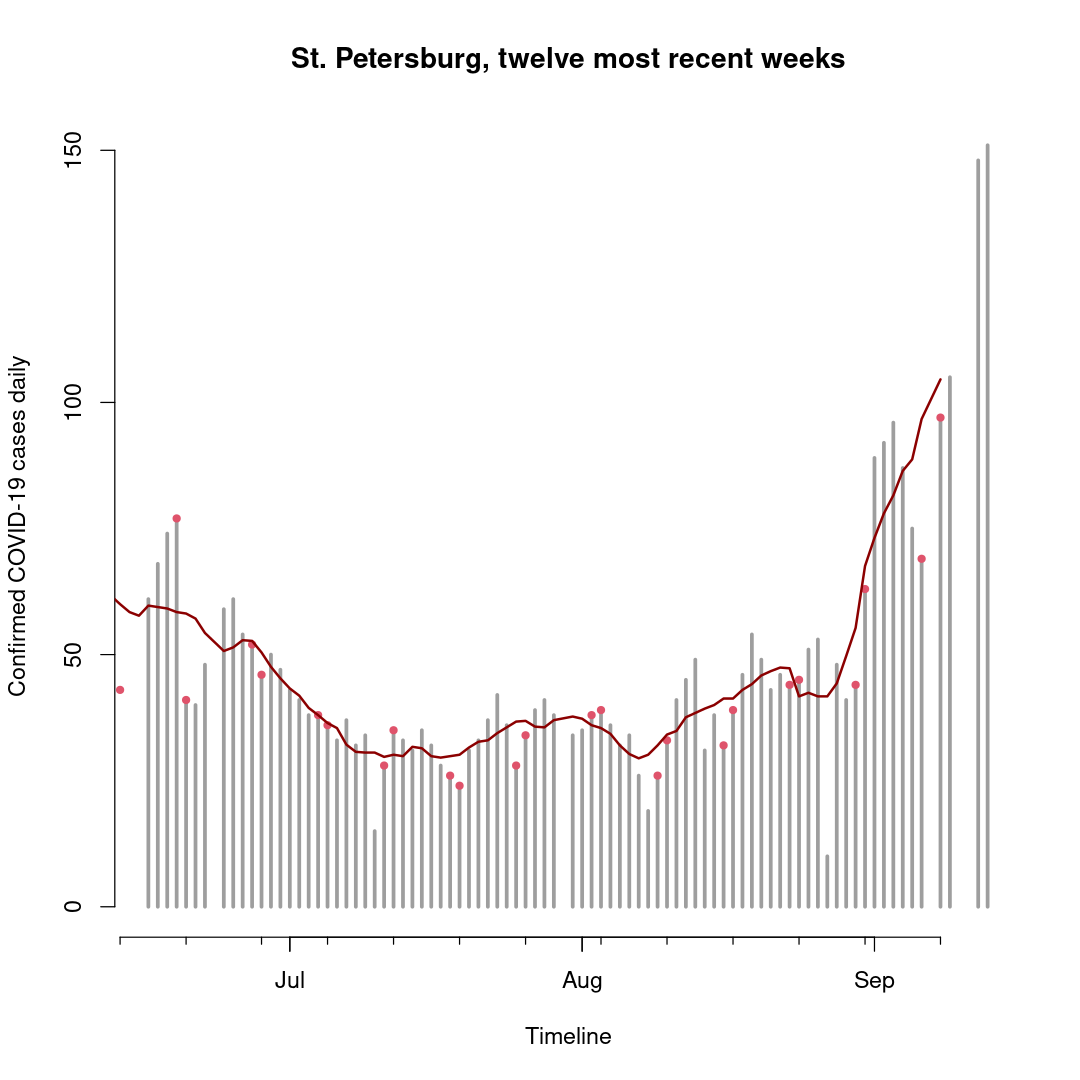 St. Petersburg, twelve most recent weeks
Confirmed COVID-19 cases daily
150
100
50
0
Jul Aug Sep
Timeline